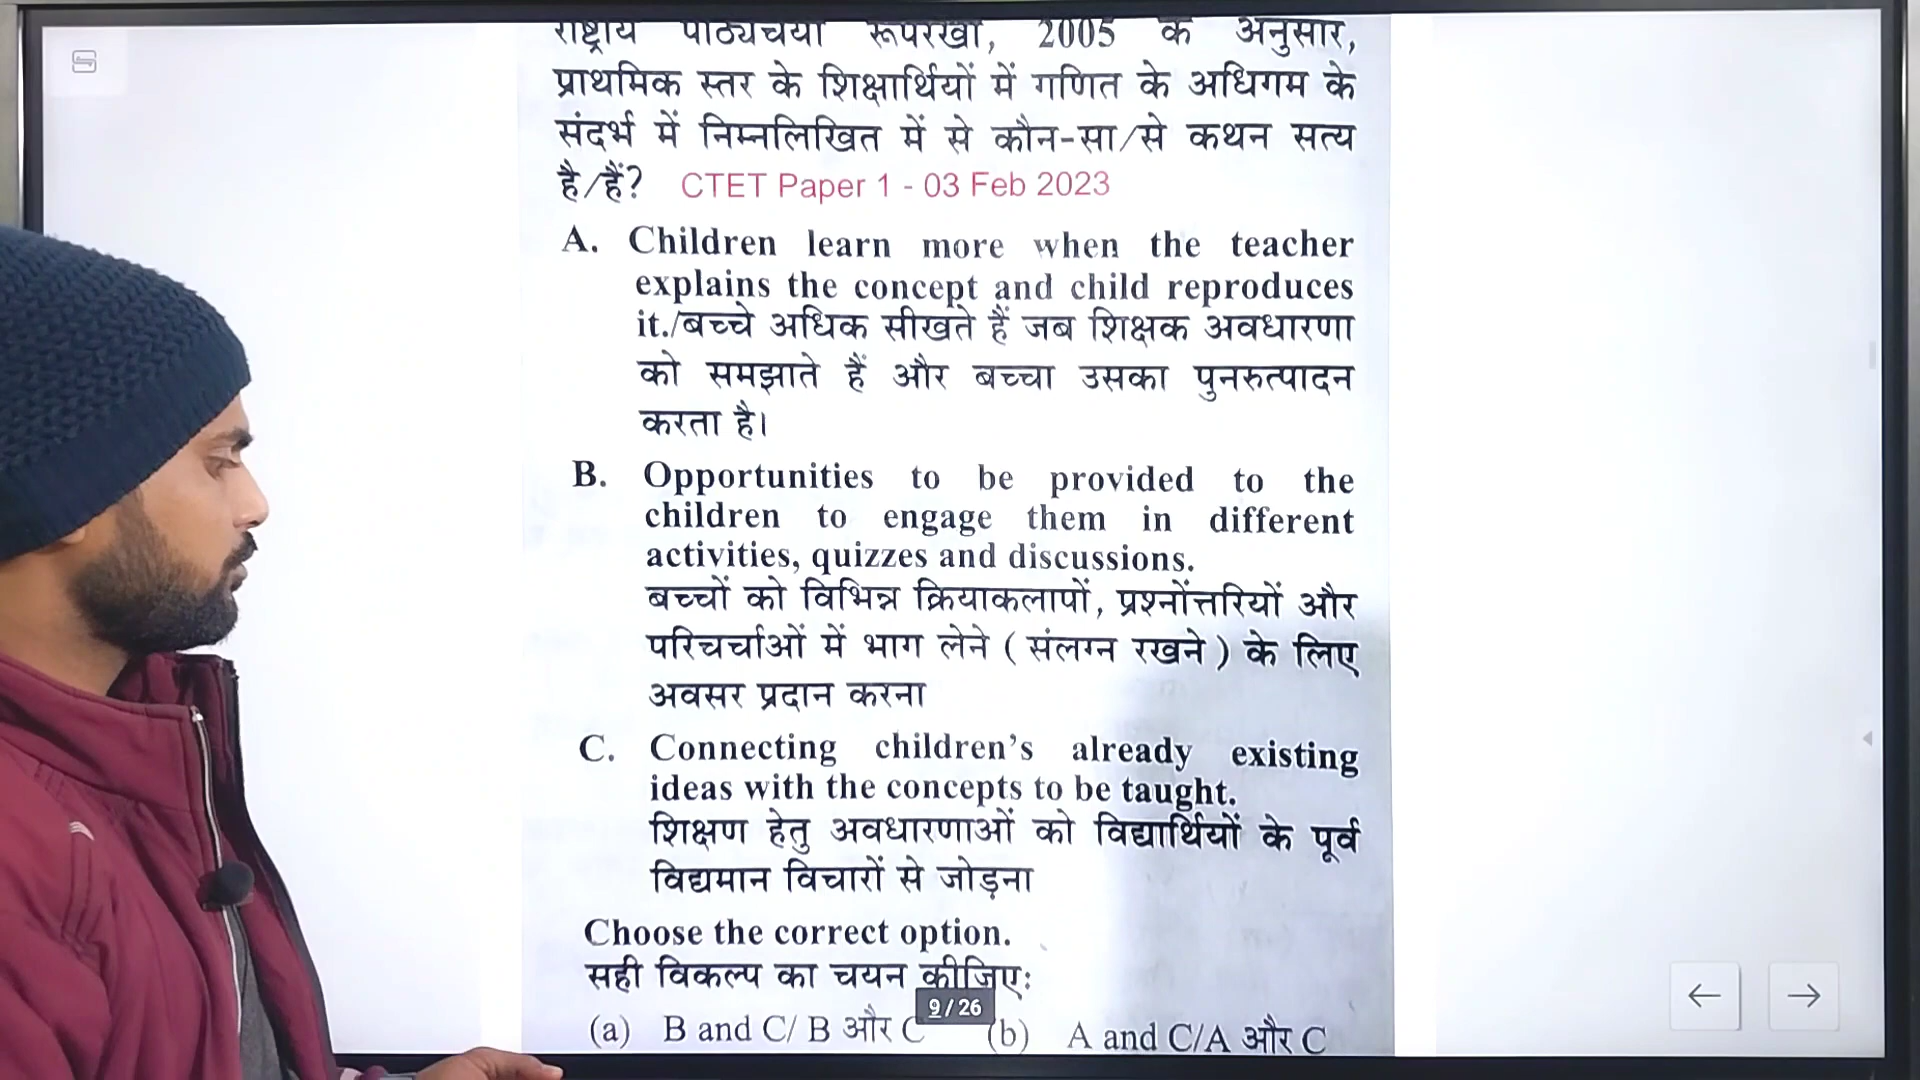 राष्ट्रीय पाठ्यचर्या रूपरेखा, 2005 के अनुसार,
प्राथमिक स्तर के शिक्षार्थियों में गणित के अधिगम के
संदर्भ में निम्नलिखित में से कौन-सा/से कथन सत्य
है/हैं? CTET Paper 1 - 03 Feb 2023
A. Children learn more when the teacher
explains the concept and child reproduces
it./बच्चे अधिक सीखते हैं जब शिक्षक अवधारणा
को समझाते हैं और बच्चा उसका पुनरुत्पादन
करता है।
B. Opportunities to be provided to the
children to engage them in different
activities, quizzes and discussions.
बच्चों को विभिन्न क्रियाकलापों, प्रश्नोंत्तरियों और
परिचर्चाओं में भाग लेने ( संलग्न रखने ) के लिए
अवसर प्रदान करना
C. Connecting children's already existing
ideas with the concepts to be taught.
शिक्षण हेतु अवधारणाओं को विद्यार्थियों के पूर्व
विद्यमान विचारों से जोड़ना
Choose the correct option.
सही विकल्प का चयन कीजिए:
9/26
(a) B and C/ B और C (b) A and C/A और C